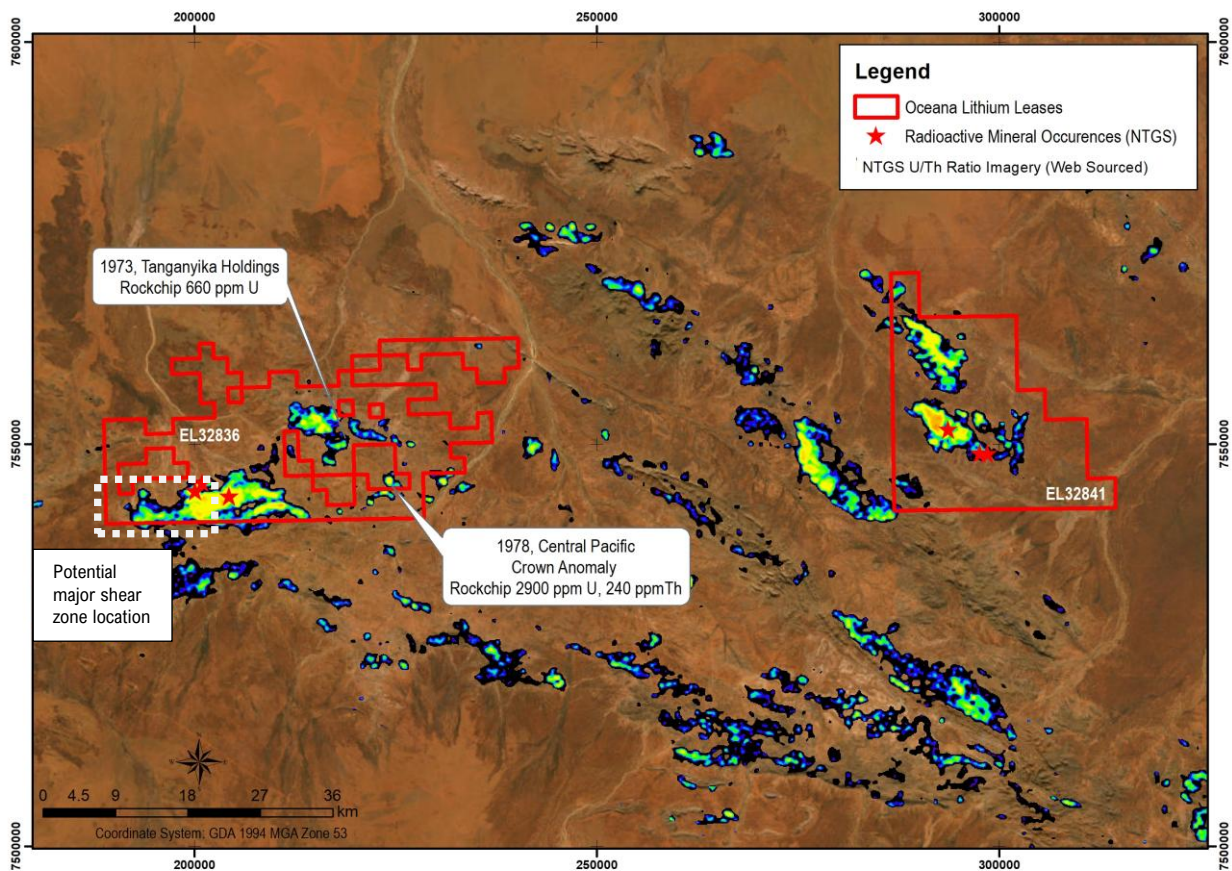 200000
250000
300000
7600000
7600000
Legend
Oceana Lithium Leases
Radioactive Mineral Occurences (NTGS)
NTGS U/Th Ratio Imagery (Web Sourced)
1973, Tanganyika Holdings
Rockchip 660 ppm U
EL32836
7550000
7550000
EL32841
1978, Central Pacific
Crown Anomaly
Rockchip 2900 ppm U, 240 ppmTh
Potential
major shear
zone location
0 4.5 9 18 27 36
km
Coordinate System: GDA 1994 MGA Zone 53
7500000
7500000
200000
250000
300000